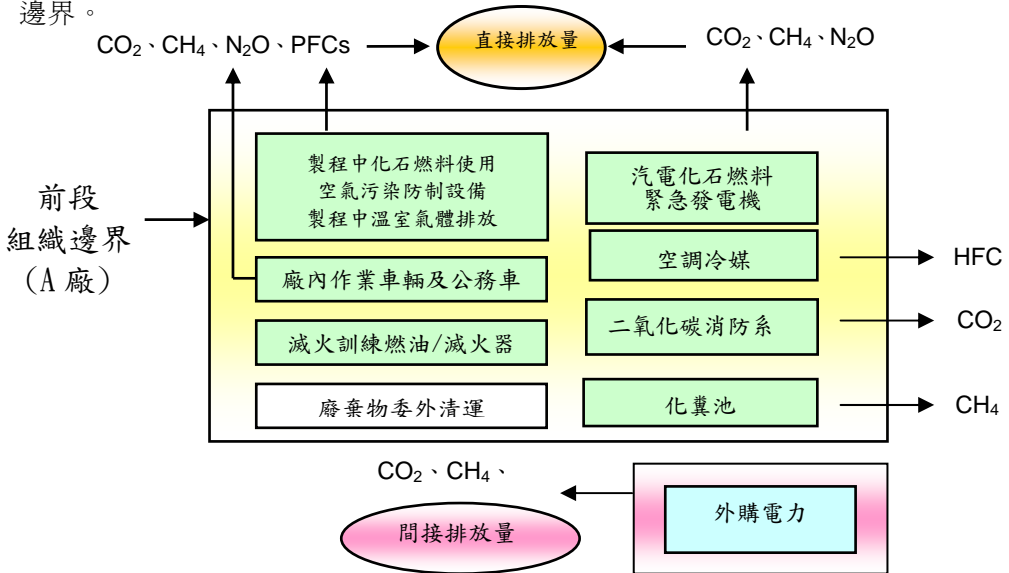 邊界。
CO₂、CH₄、N₂O、PFCs
直接排放量
CO₂、CH₄、N₂O
製程中化石燃料使用
空氣污染防制設備
製程中溫室氣體排放
汽電化石燃料
緊急發電機
前段
組織邊界
(A 廠)
空調冷媒
HFC
廠內作業車輛及公務車
二氧化碳消防系
CO₂
滅火訓練燃油/滅火器
廢棄物委外清運
化糞池
CH₄
CO₂、CH₄、
間接排放量
外購電力